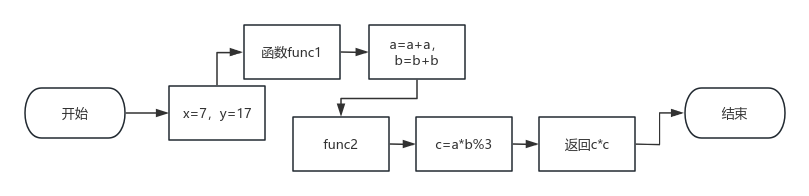 开始
x=7，y=17
函数func1
a=a+a，
b=b+b
func2
c=a*b%3
返回c*c
结束